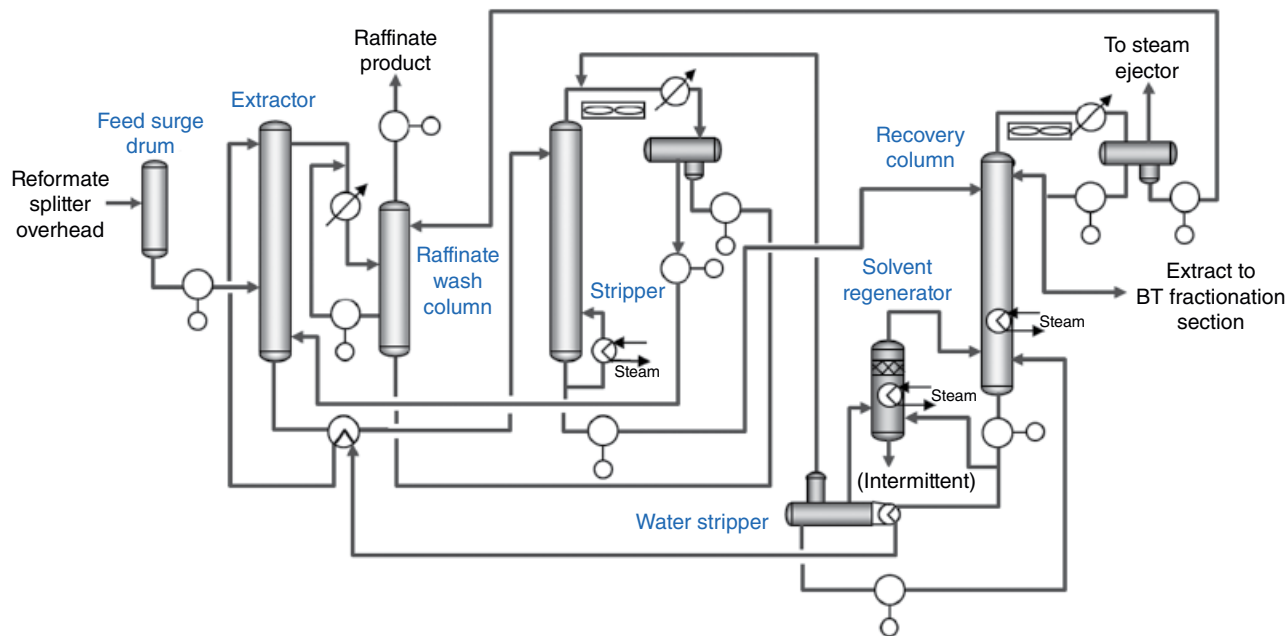 Raffinate
product
To steam
ejector
Extractor
Feed surge
drum
Recovery
column
Reformate
splitter
overhead
Raffinate
wash
column
Stripper
Solvent
regenerator
Extract to
BT fractionation
section
Steam
Steam
Steam
(Intermittent)
Water stripper